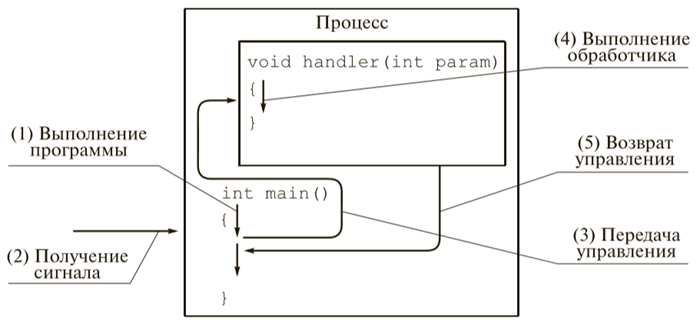 Процесс
void handler(int param)
{
}
(4) Выполнение
обработчика
(1) Выполнение
программы
(5) Возврат
управления
int main()
{
}
(2) Получение
сигнала
(3) Передача
управления